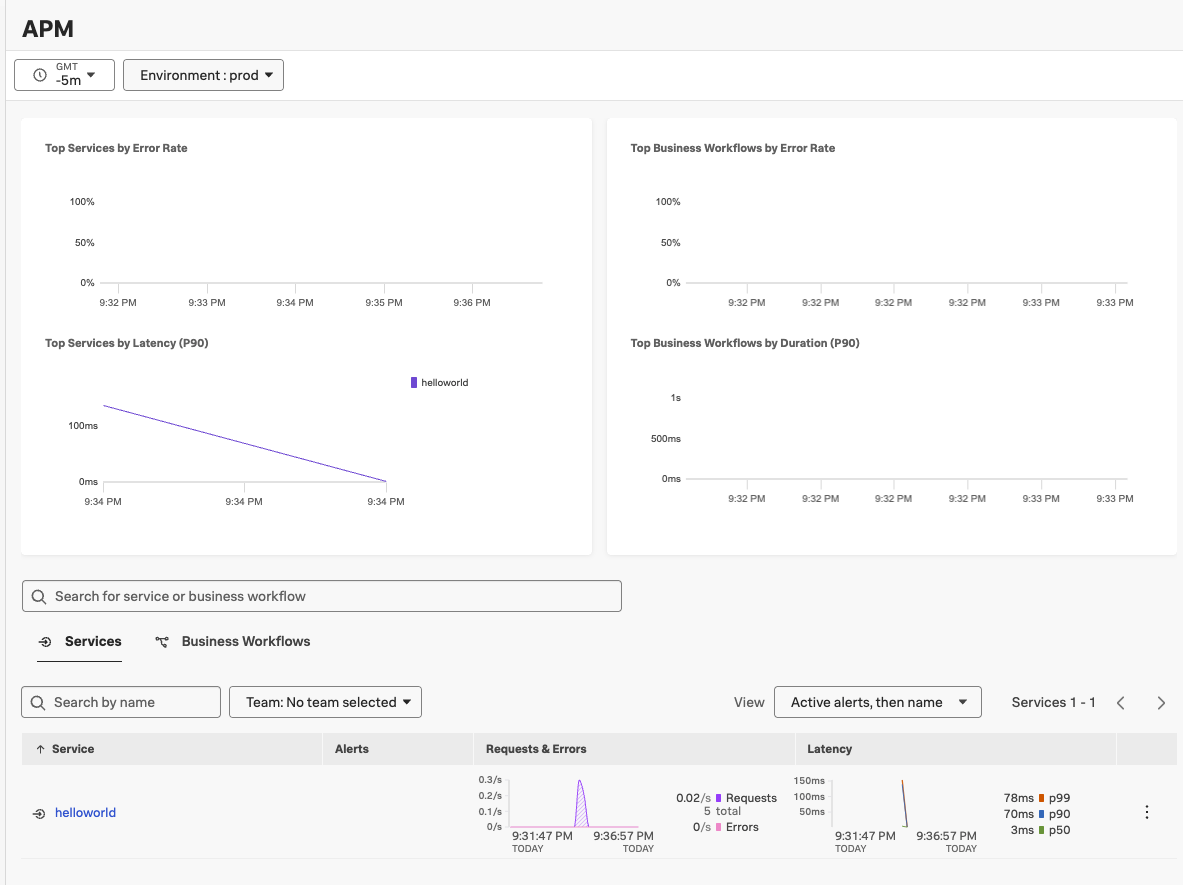 APM
GMT
-5m
Environment : prod
Top Services by Error Rate
100%
50%
0%
9:32 PM 9:33 PM 9:34 PM 9:35 PM 9:36 PM
Top Services by Latency (P90)
helloworld
100ms
0ms
9:34 PM 9:34 PM 9:34 PM
Top Business Workflows by Error Rate
100%
50%
0%
9:32 PM 9:32 PM 9:32 PM 9:32 PM 9:33 PM 9:33 PM
Top Business Workflows by Duration (P90)
1s
500ms
0ms
9:32 PM 9:32 PM 9:32 PM 9:32 PM 9:33 PM 9:33 PM
Search for service or business workflow
Services Business Workflows
Search by name Team: No team selected View Active alerts, then name Services 1 - 1
Service Alerts Requests & Errors Latency
helloworld
0.3/s
0.2/s
0.1/s
0/s
9:31:47 PM 9:36:57 PM
TODAY TODAY
0.02/s Requests
5 total
0/s Errors
150ms
100ms
50ms
9:31:47 PM 9:36:57 PM
TODAY TODAY
78ms p99
70ms p90
3ms p50